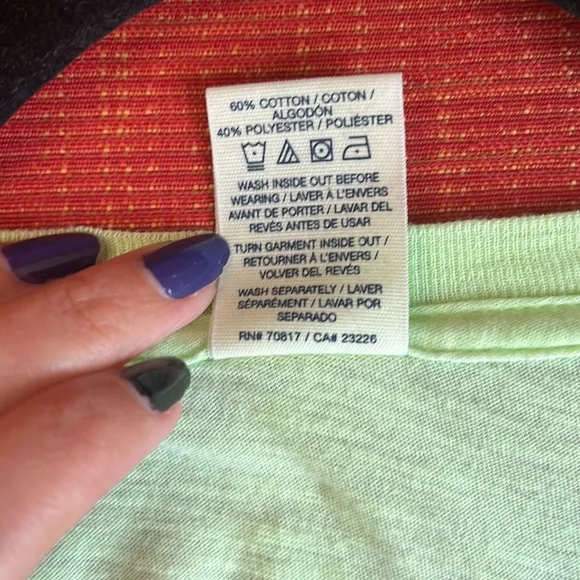 60% COTTON / COTON /
ALGODÓN
40% POLYESTER / POLIÉSTER
WASH INSIDE OUT BEFORE
WEARING / LAVER À L'ENVERS
AVANT DE PORTER / LAVAR DEL
REVÉS ANTES DE USAR
TURN GARMENT INSIDE OUT /
RETOURNER À L'ENVERS /
VOLVER DEL REVÉS
WASH SEPARATELY / LAVER
SÉPARÉMENT / LAVAR POR
SEPARADO
RN# 70817 / CA# 23226